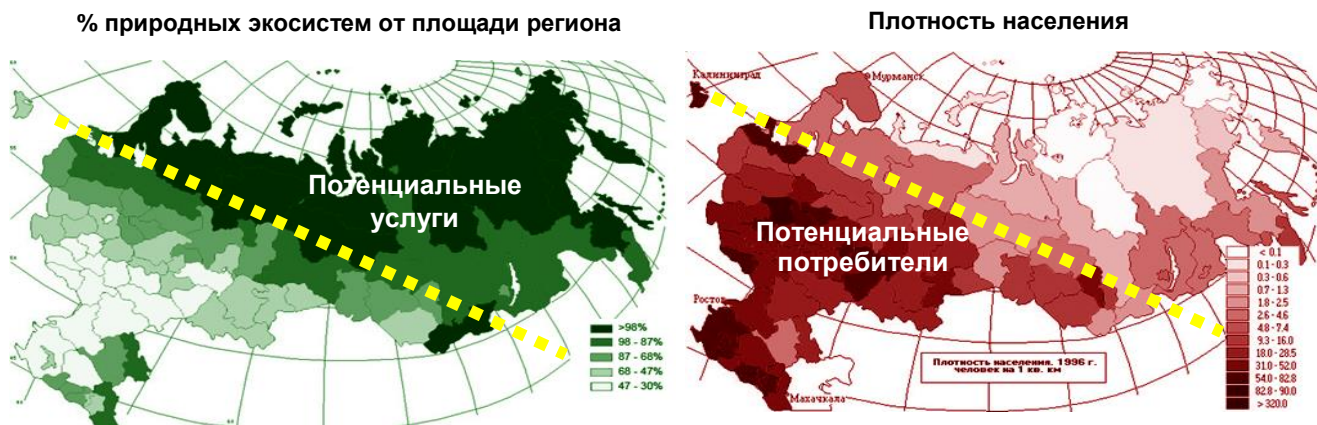 % природных экосистем от площади региона
Плотность населения
Потенциальные
услуги
>98%
98 - 87%
87 - 68%
68 - 47%
47 - 30%
Калининград
Мурманск
Потенциальные
потребители
Ростов
Махачкала
Плотность населения. 1996 г.
человек на 1 кв. км
< 0.1
0.1 - 0.3
0.3 - 0.6
0.7 - 1.3
1.8 - 2.5
2.6 - 4.6
4.8 - 7.4
9.3 - 16.0
18.0 - 28.5
31.0 - 52.0
54.0 - 82.8
82.8 - 90.0
> 320.0